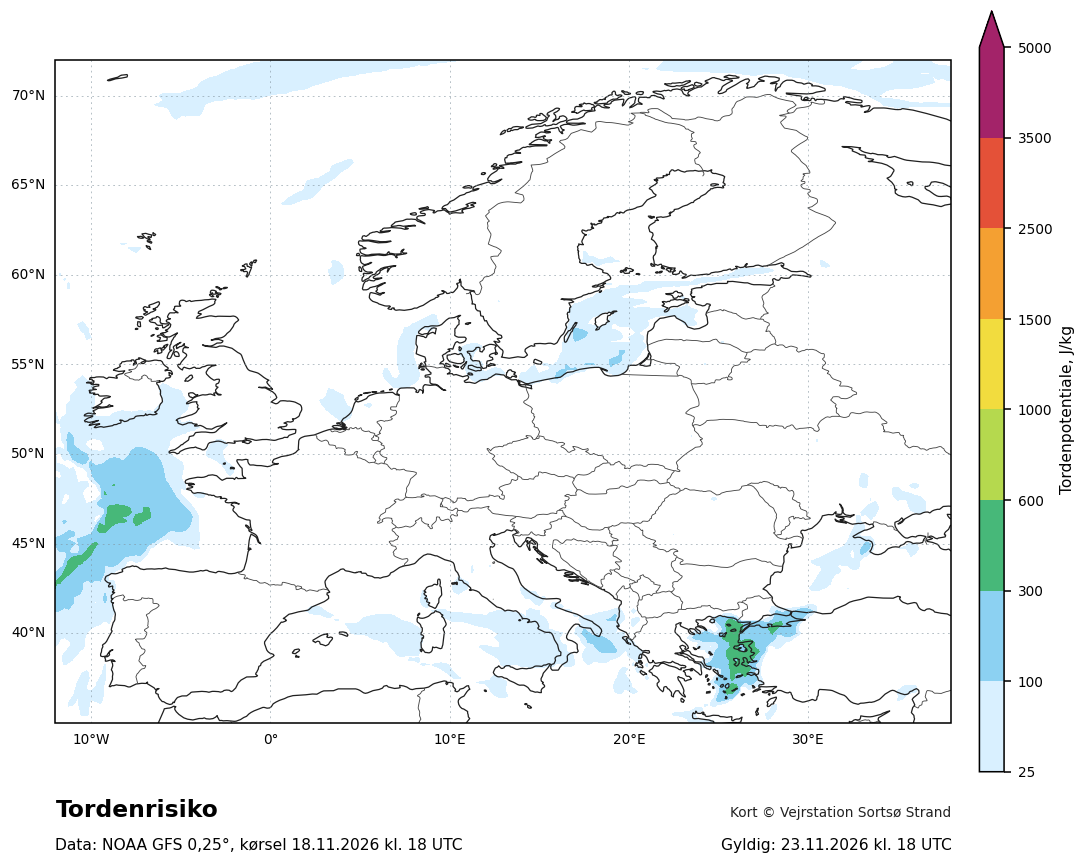 70°N
65°N
60°N
55°N
50°N
45°N
40°N
10°W
0°
10°E
20°E
30°E
5000
3500
2500
1500
1000
600
300
100
25
Tordenpotentiale, J/kg
Tordenrisiko
Kort © Vejrstation Sortsø Strand
Data: NOAA GFS 0,25°, kørsel 18.11.2026 kl. 18 UTC
Gyldig: 23.11.2026 kl. 18 UTC